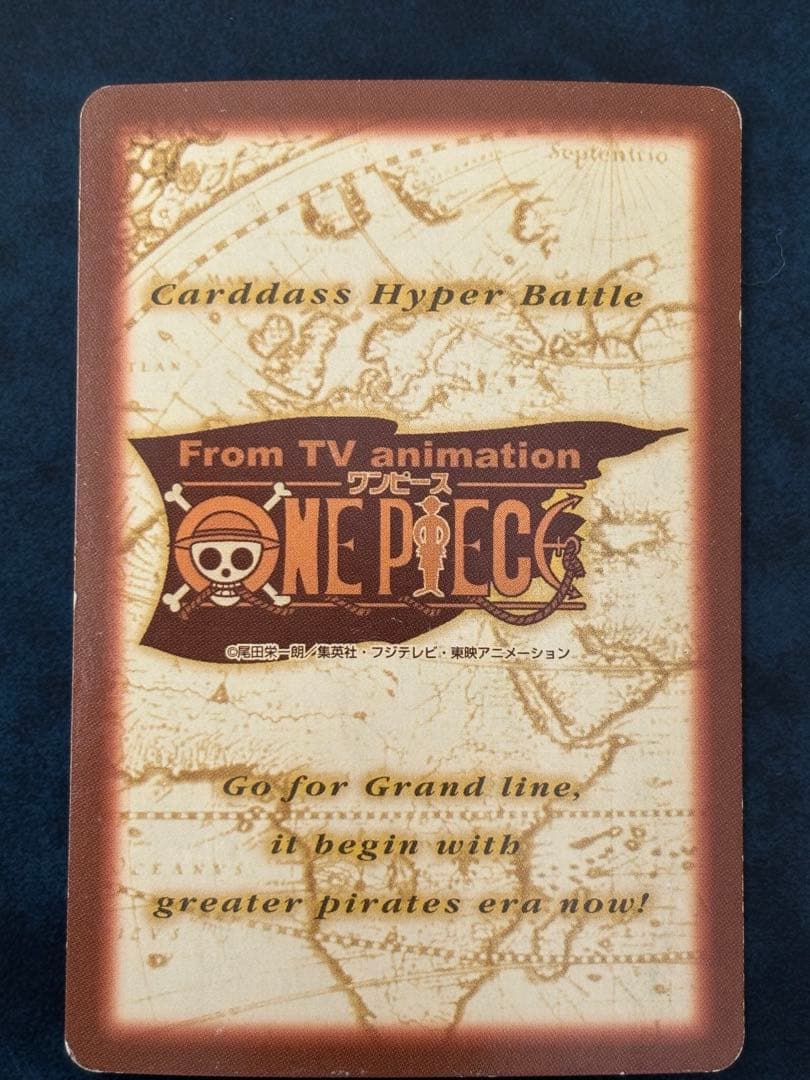 Septentrio
Carddass Hyper Battle
From TV animation
ワンピース
ONE PIECE
©尾田栄一朗／集英社・フジテレビ・東映アニメーション
Go for Grand line,
it begin with
greater pirates era now!